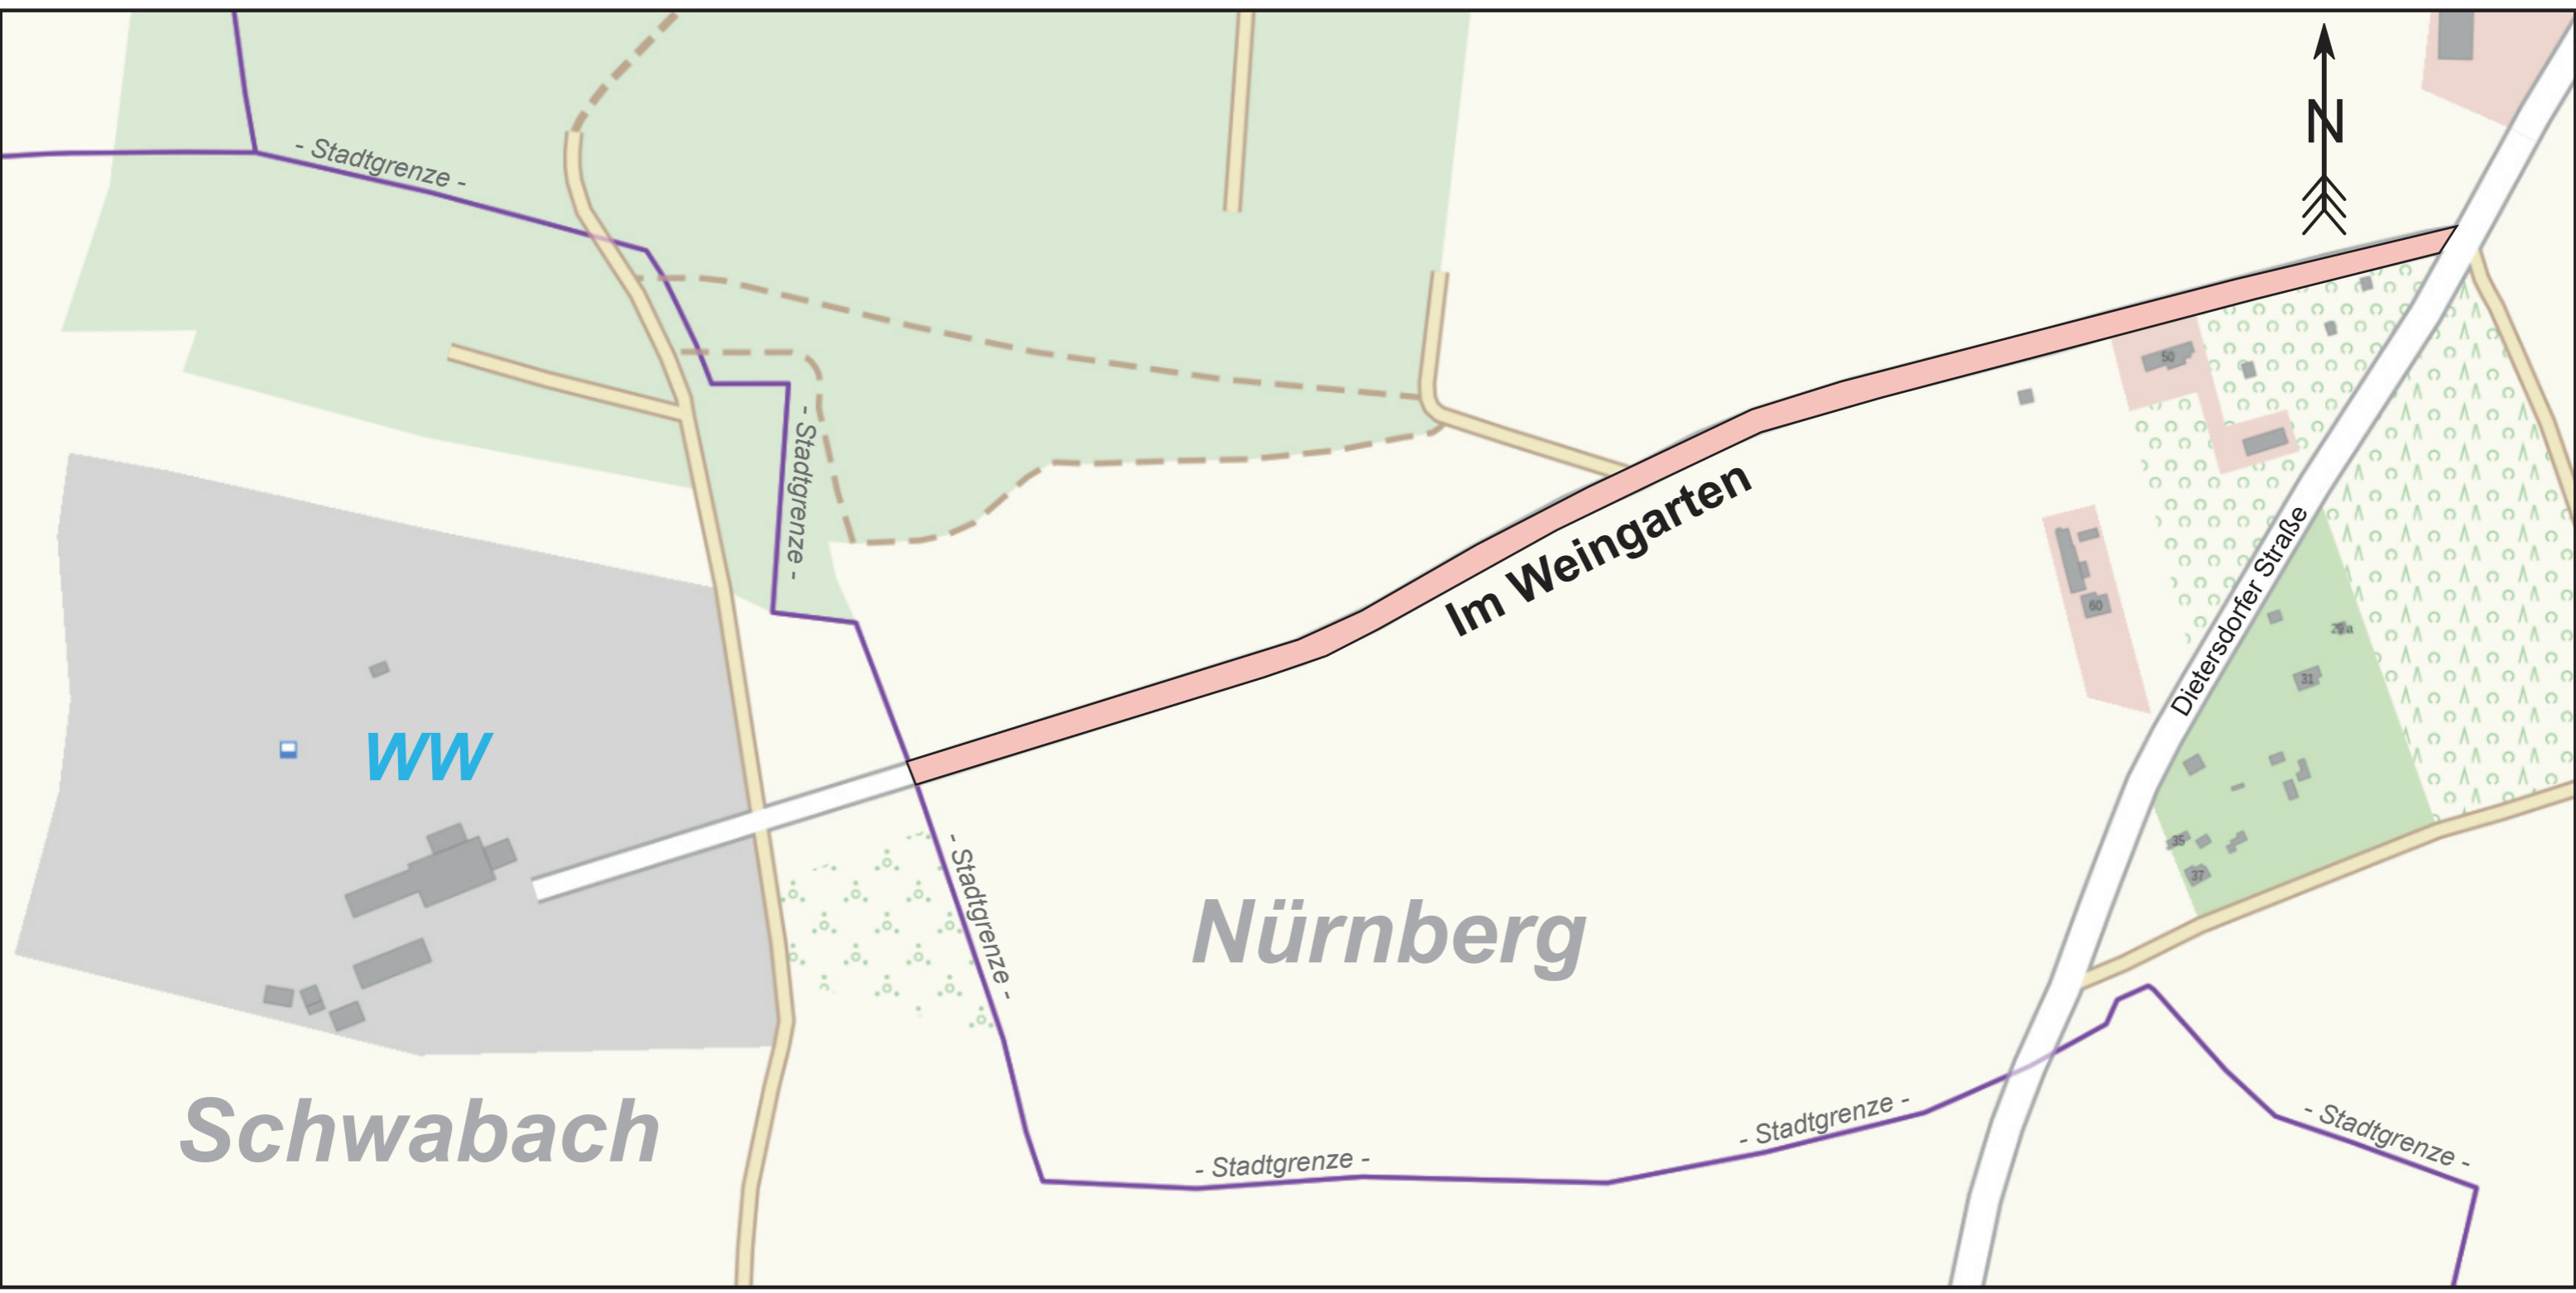 - Stadtgrenze -
N
50
- Stadtgrenze -
Im Weingarten
60
Dietersdorfer Straße
31
WW
- Stadtgrenze -
35
37
Nürnberg
Schwabach
- Stadtgrenze -
- Stadtgrenze -
- Stadtgrenze -